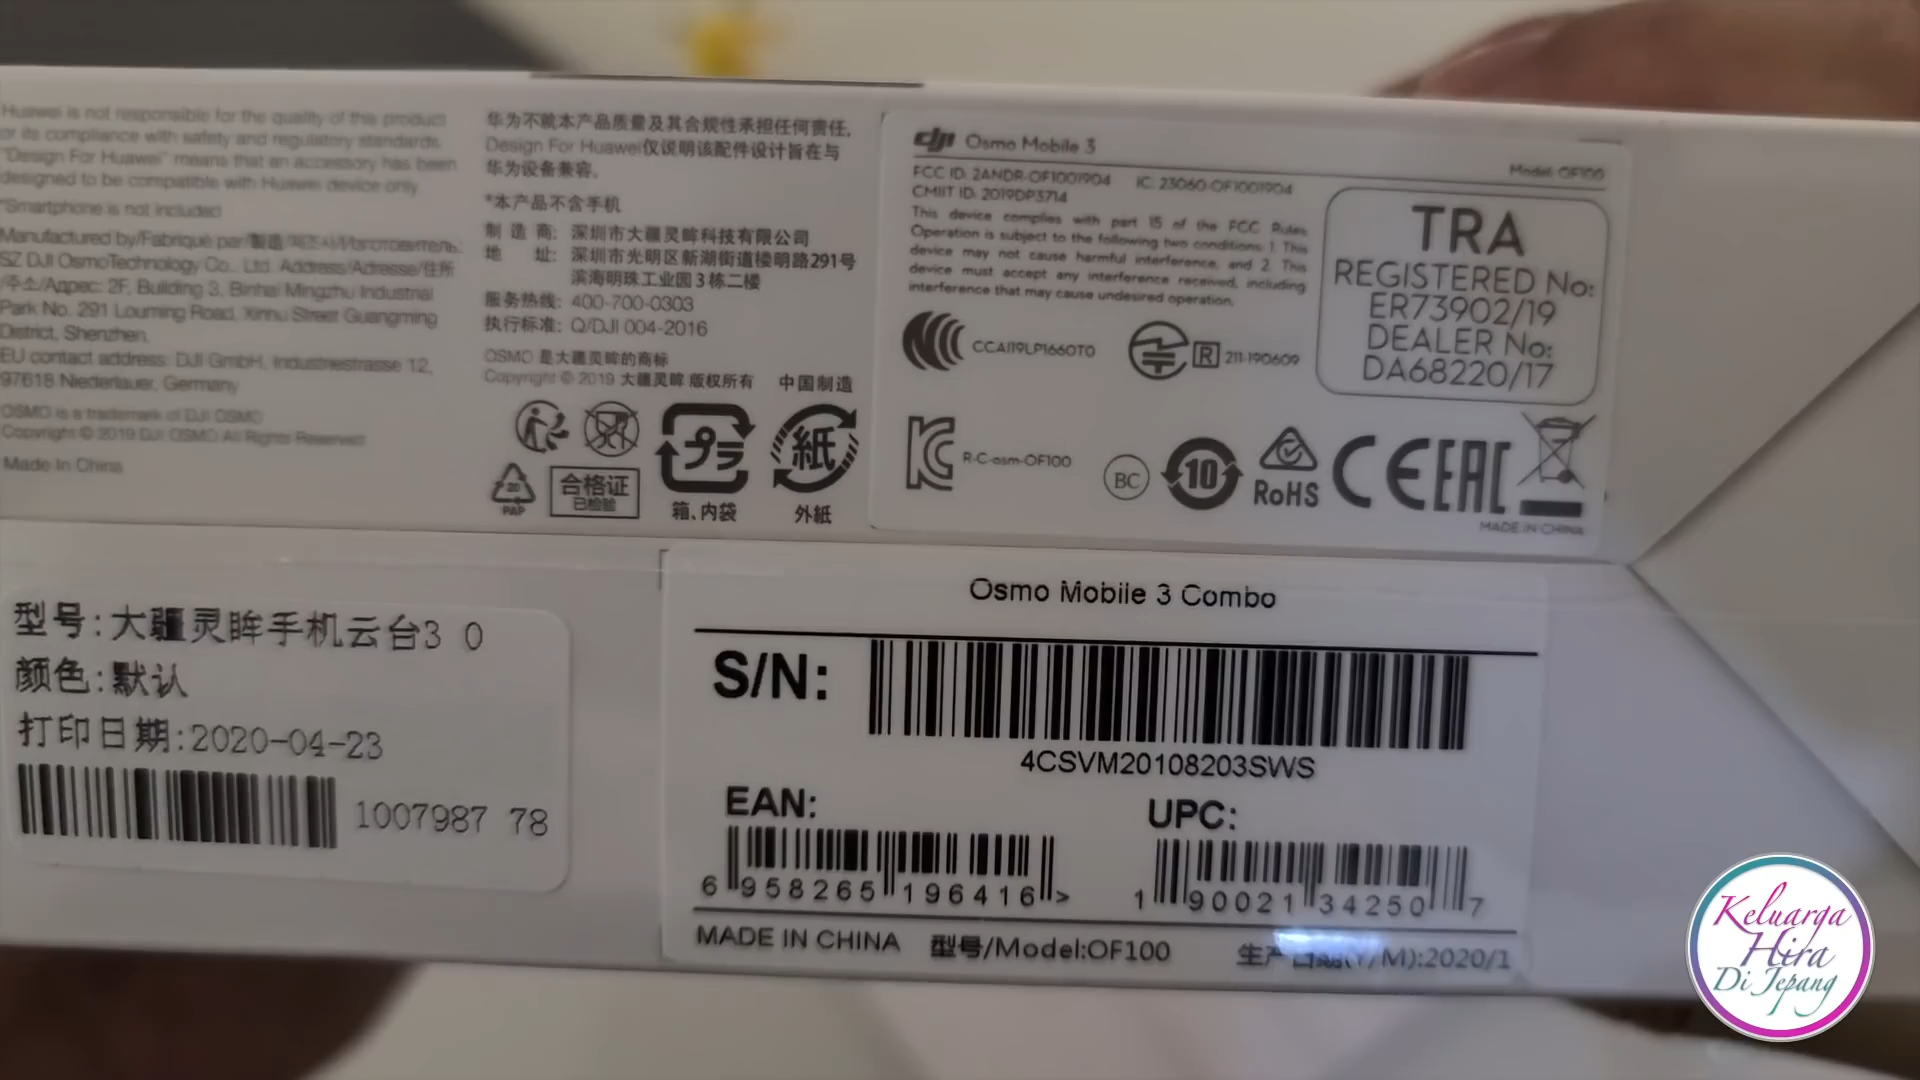 Huawei is not responsible for the quality of this product
or its compliance with safety and regulatory standards.
"Design For Huawei" means that an accessory has been
designed to be compatible with Huawei device only
*Smartphone is not included
Manufactured by/Fabriqué par/製造/제조사/Изготовитель:
SZ DJI OsmoTechnology Co., Ltd. Address/Adresse/住所
/주소/Адрес: 2F, Building 3, Binhai Mingzhu Industrial
Park No. 291 Louming Road, Xinhu Street Guangming
District, Shenzhen.
EU contact address: DJI GmbH, Industriestrasse 12,
97618 Niederlauer, Germany
OSMO is a trademark of DJI OSMO
Copyright © 2019 DJI OSMO All Rights Reserved
Made In China
华为不就本产品质量及其合规性承担任何责任,
Design For Huawei仅说明该配件设计旨在与
华为设备兼容。
*本产品不含手机
制 造 商: 深圳市大疆灵眸科技有限公司
地 址: 深圳市光明区新湖街道楼明路291号
滨海明珠工业园3栋二楼
服务热线: 400-700-0303
执行标准: Q/DJI 004-2016
OSMO 是大疆灵眸的商标
Copyright © 2019 大疆灵眸 版权所有 中国制造
20
PAP
合格证
已检验
プラ
箱、内袋
紙
外紙
dji Osmo Mobile 3
Model: OF100
FCC ID: 2ANDR-OF1001904 IC: 23060-OF1001904
CMIIT ID: 2019DP3714
This device complies with part 15 of the FCC Rules
Operation is subject to the following two conditions: 1. This
device may not cause harmful interference, and 2. This
device must accept any interference received, including
interference that may cause undesired operation.
TRA
REGISTERED No:
ER73902/19
DEALER No:
DA68220/17
CCAI19LP1660T0
R 211-190609
R-C-osm-OF100
BC
10
RoHS
CE
EAC
MADE IN CHINA
型号:大疆灵眸手机云台3 0
颜色:默认
打印日期:2020-04-23
1007987 78
Osmo Mobile 3 Combo
S/N:
4CSVM20108203SWS
EAN:
6 958265 196416 >
UPC:
1 90021 34250 7
MADE IN CHINA 型号/Model:OF100 生产日期(Y/M):2020/1
Keluarga
Hira
Di Jepang